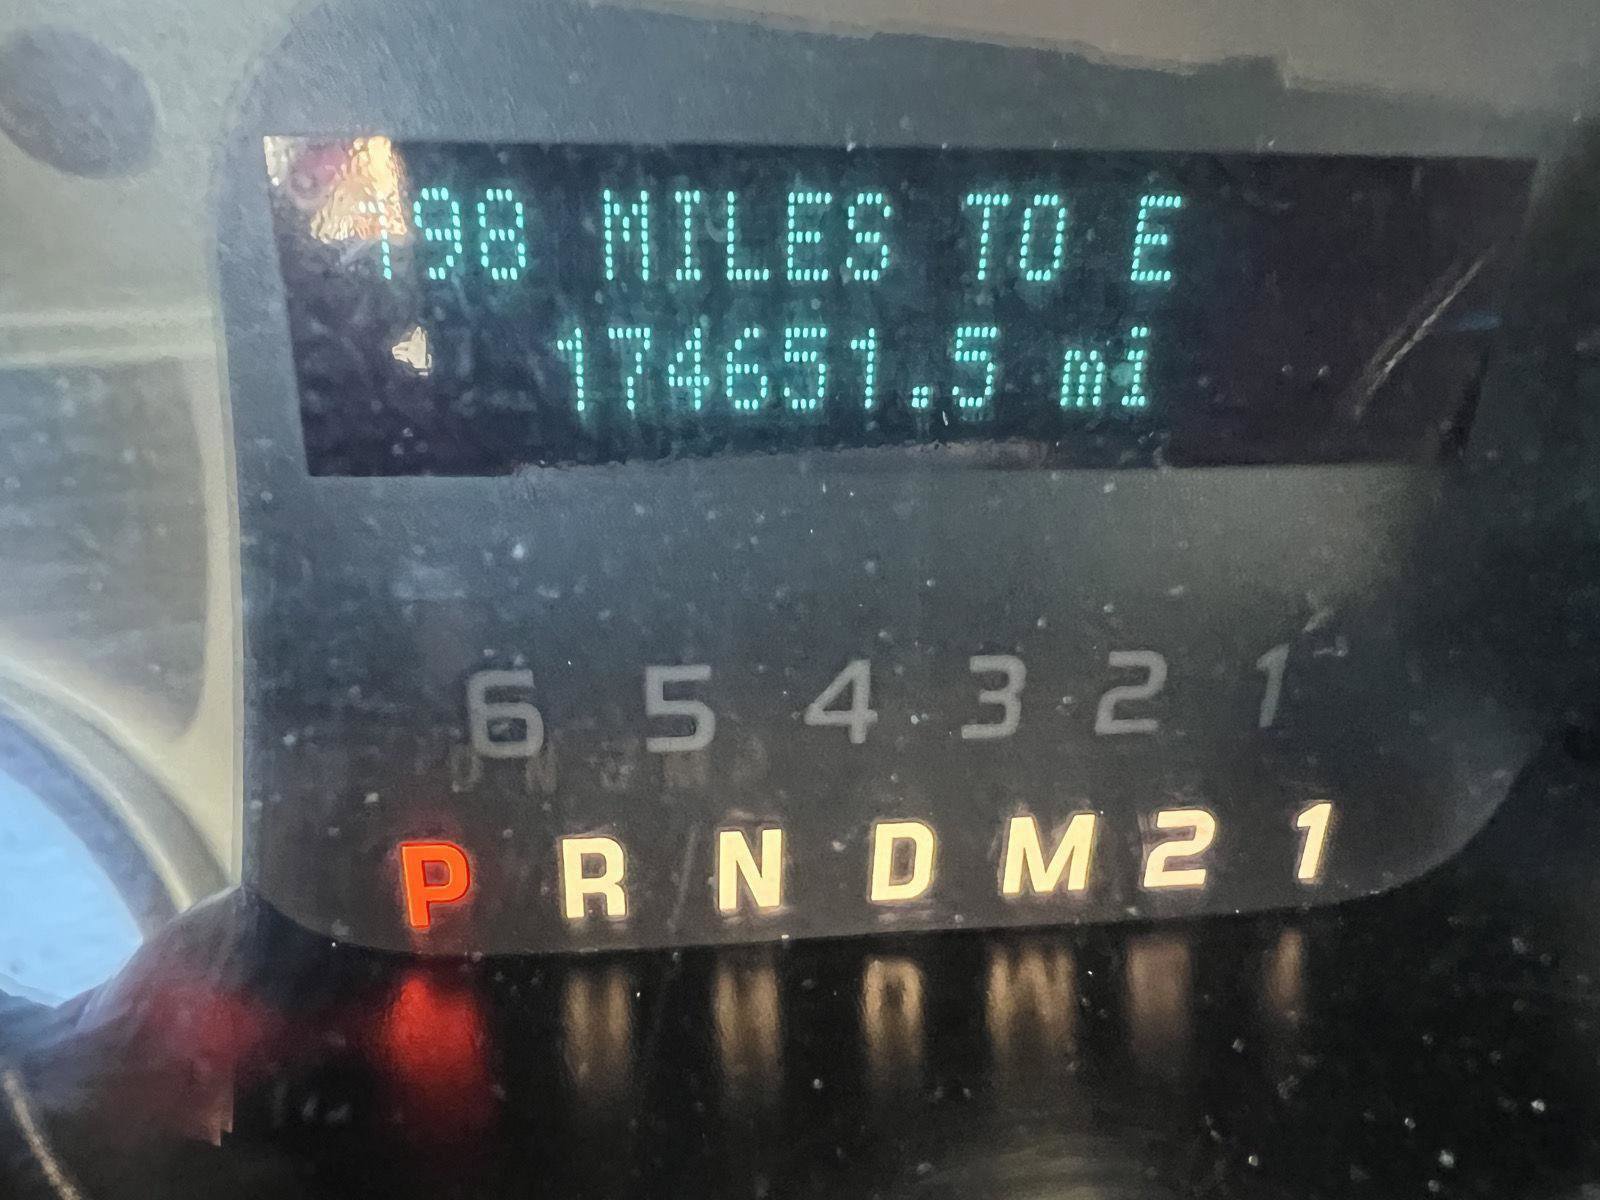 198 MILES TO E
174651.5 mi
6 5 4 3 2 1
P R N D M 2 1